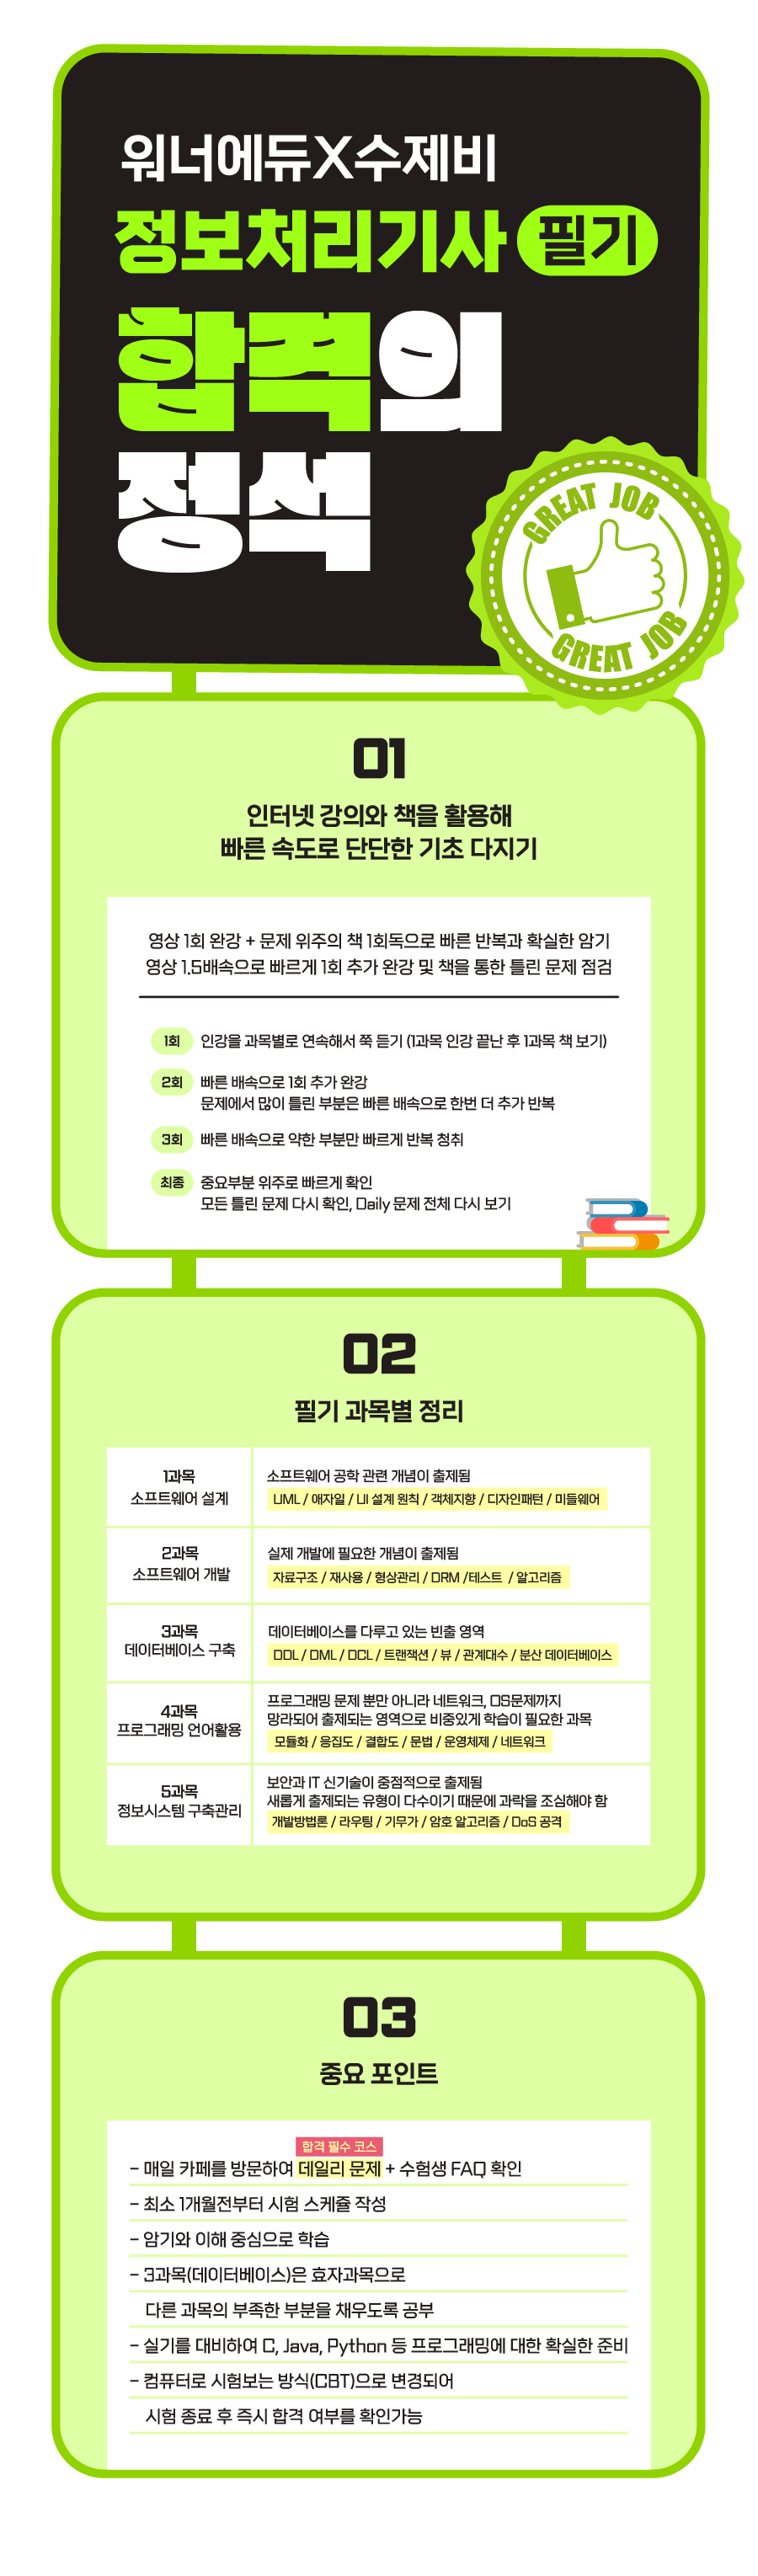 워너에듀X수제비
정보처리기사 필기
합격의
정석
GREAT JOB
GREAT JOB
01
인터넷 강의와 책을 활용해
빠른 속도로 단단한 기초 다지기
영상 1회 완강 + 문제 위주의 책 1회독으로 빠른 반복과 확실한 암기
영상 1.5배속으로 빠르게 1회 추가 완강 및 책을 통한 틀린 문제 점검
1회 인강을 과목별로 연속해서 쭉 듣기 (1과목 인강 끝난 후 1과목 책 보기)
2회 빠른 배속으로 1회 추가 완강
문제에서 많이 틀린 부분은 빠른 배속으로 한번 더 추가 반복
3회 빠른 배속으로 약한 부분만 빠르게 반복 청취
최종 중요부분 위주로 빠르게 확인
모든 틀린 문제 다시 확인, Daily 문제 전체 다시 보기
02
필기 과목별 정리
1과목
소프트웨어 설계
소프트웨어 공학 관련 개념이 출제됨
UML / 애자일 / UI 설계 원칙 / 객체지향 / 디자인패턴 / 미들웨어
2과목
소프트웨어 개발
실제 개발에 필요한 개념이 출제됨
자료구조 / 재사용 / 형상관리 / DRM /테스트 / 알고리즘
3과목
데이터베이스 구축
데이터베이스를 다루고 있는 빈출 영역
DDL / DML / DCL / 트랜잭션 / 뷰 / 관계대수 / 분산 데이터베이스
4과목
프로그래밍 언어활용
프로그래밍 문제 뿐만 아니라 네트워크, OS문제까지
망라되어 출제되는 영역으로 비중있게 학습이 필요한 과목
모듈화 / 응집도 / 결합도 / 문법 / 운영체제 / 네트워크
5과목
정보시스템 구축관리
보안과 IT 신기술이 중점적으로 출제됨
새롭게 출제되는 유형이 다수이기 때문에 과락을 조심해야 함
개발방법론 / 라우팅 / 기무가 / 암호 알고리즘 / DoS 공격
03
중요 포인트
합격 필수 코스
- 매일 카페를 방문하여 데일리 문제 + 수험생 FAQ 확인
- 최소 1개월전부터 시험 스케쥴 작성
- 암기와 이해 중심으로 학습
- 3과목(데이터베이스)은 효자과목으로
다른 과목의 부족한 부분을 채우도록 공부
- 실기를 대비하여 C, Java, Python 등 프로그래밍에 대한 확실한 준비
- 컴퓨터로 시험보는 방식(CBT)으로 변경되어
시험 종료 후 즉시 합격 여부를 확인가능